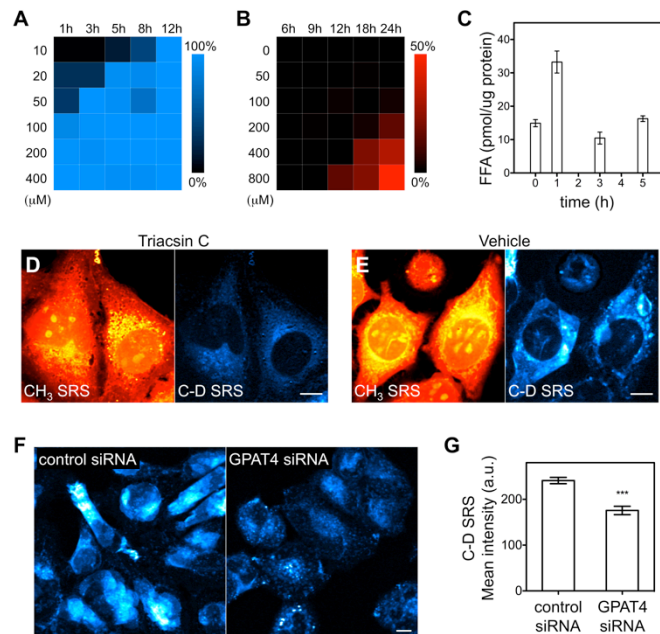 A
1h 3h 5h 8h 12h
10
20
50
100
200
400
(μM)
100%
0%
B
6h 9h 12h 18h 24h
0
50
100
200
400
800
(μM)
50%
0%
C
FFA (pmol/ug protein)
40
30
20
10
0
0 1 2 3 4 5
time (h)
Triacsin C
D
CH₃ SRS
C-D SRS
Vehicle
E
CH₃ SRS
C-D SRS
F
control siRNA
GPAT4 siRNA
G
C-D SRS
Mean intensity (a.u.)
200
100
0
***
control
siRNA
GPAT4
siRNA